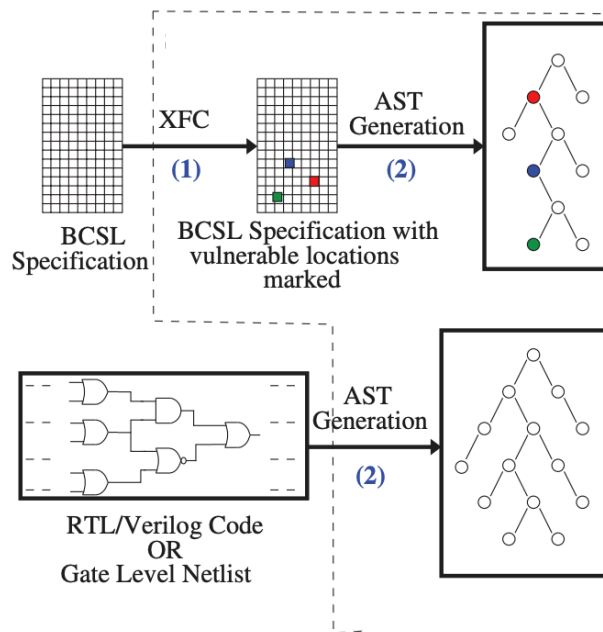 XFC
(1)
AST
Generation
(2)
BCSL
Specification
BCSL Specification with
vulnerable locations
marked
AST
Generation
(2)
RTL/Verilog Code
OR
Gate Level Netlist